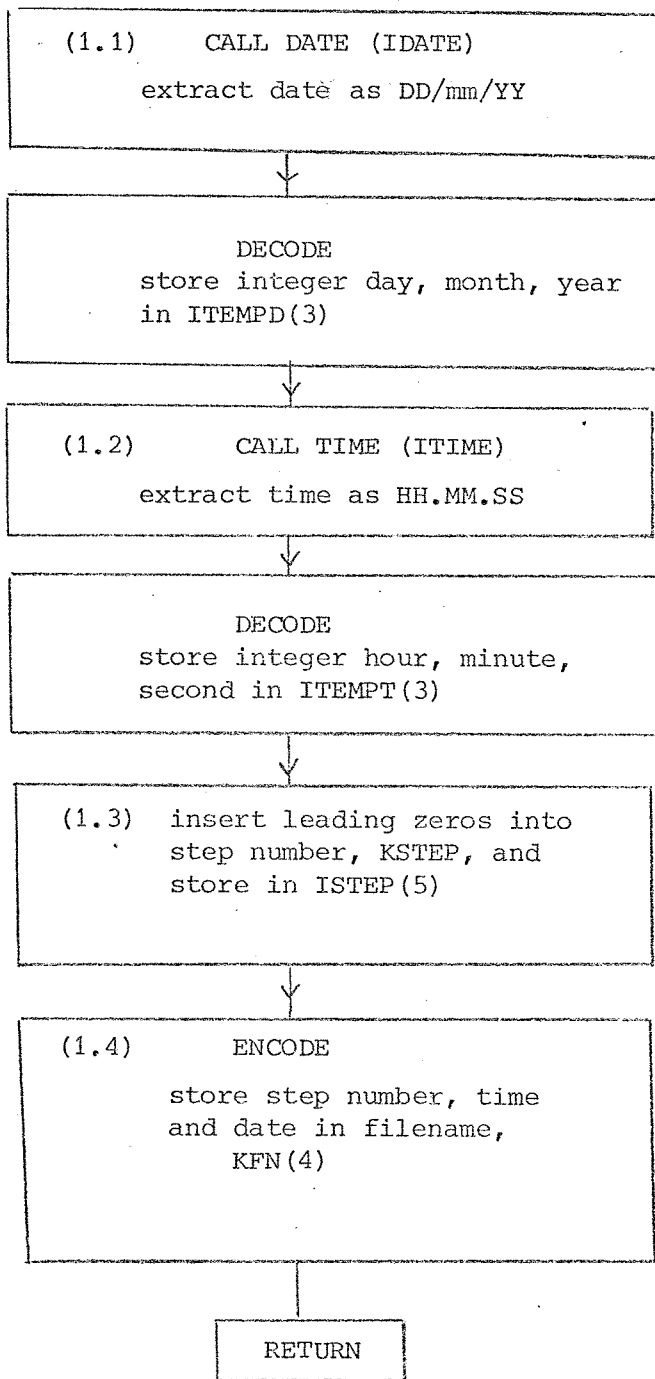 (1.1) CALL DATE (IDATE)
extract date as DD/mm/YY
DECODE
store integer day, month, year
in ITEMPD(3)
(1.2) CALL TIME (ITIME)
extract time as HH.MM.SS
DECODE
store integer hour, minute,
second in ITEMPT(3)
(1.3) insert leading zeros into
step number, KSTEP, and
store in ISTEP(5)
(1.4) ENCODE
store step number, time
and date in filename,
KFN(4)
RETURN